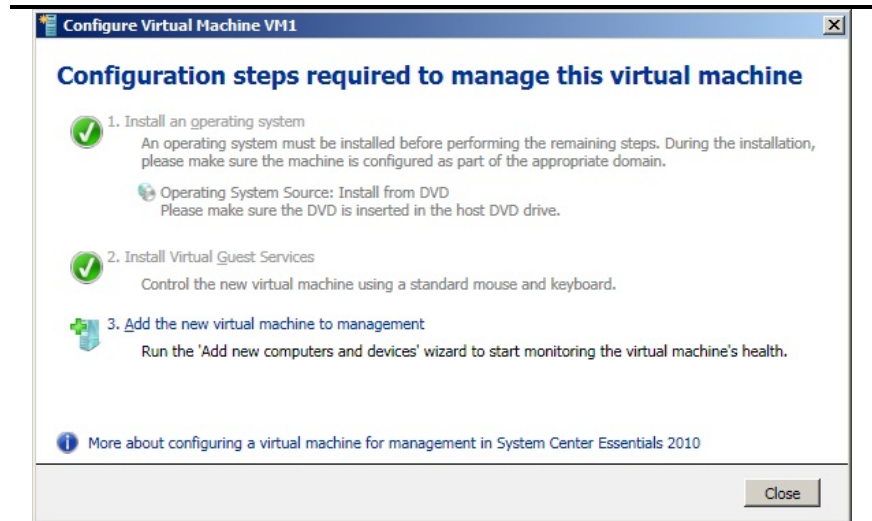 Configure Virtual Machine VM1
Configuration steps required to manage this virtual machine
1. Install an operating system
An operating system must be installed before performing the remaining steps. During the installation,
please make sure the machine is configured as part of the appropriate domain.
Operating System Source: Install from DVD
Please make sure the DVD is inserted in the host DVD drive.
2. Install Virtual Guest Services
Control the new virtual machine using a standard mouse and keyboard.
3. Add the new virtual machine to management
Run the 'Add new computers and devices' wizard to start monitoring the virtual machine's health.
More about configuring a virtual machine for management in System Center Essentials 2010
Close